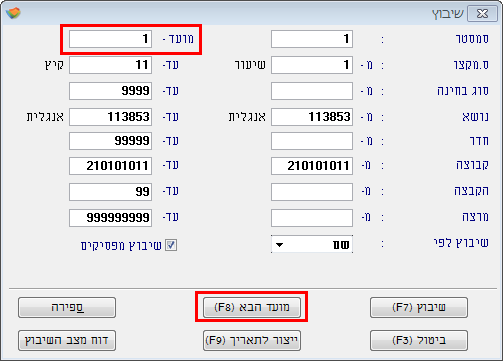 שיבוץ
סמסטר : 1 מועד- 1
ס.מקצו : מ- 1 שיעור עד- 11 קיץ
סוג בחינה : עד- 9999
נושא : מ- 113853 אנגלית עד- 113853 אנגלית
חדר : עד- 99999
קבוצה : מ- 210101011 עד- 210101011
הקבצה : מ- עד- 99
מרצה : מ- עד- 999999999
שיבוץ לפי : שם שיבוץ מפסיקים
שיבוץ (F7) מועד הבא (F8) ספירה
ביטול (F3) ייצור לתאריך (F9) דוח מצב השיבוץ